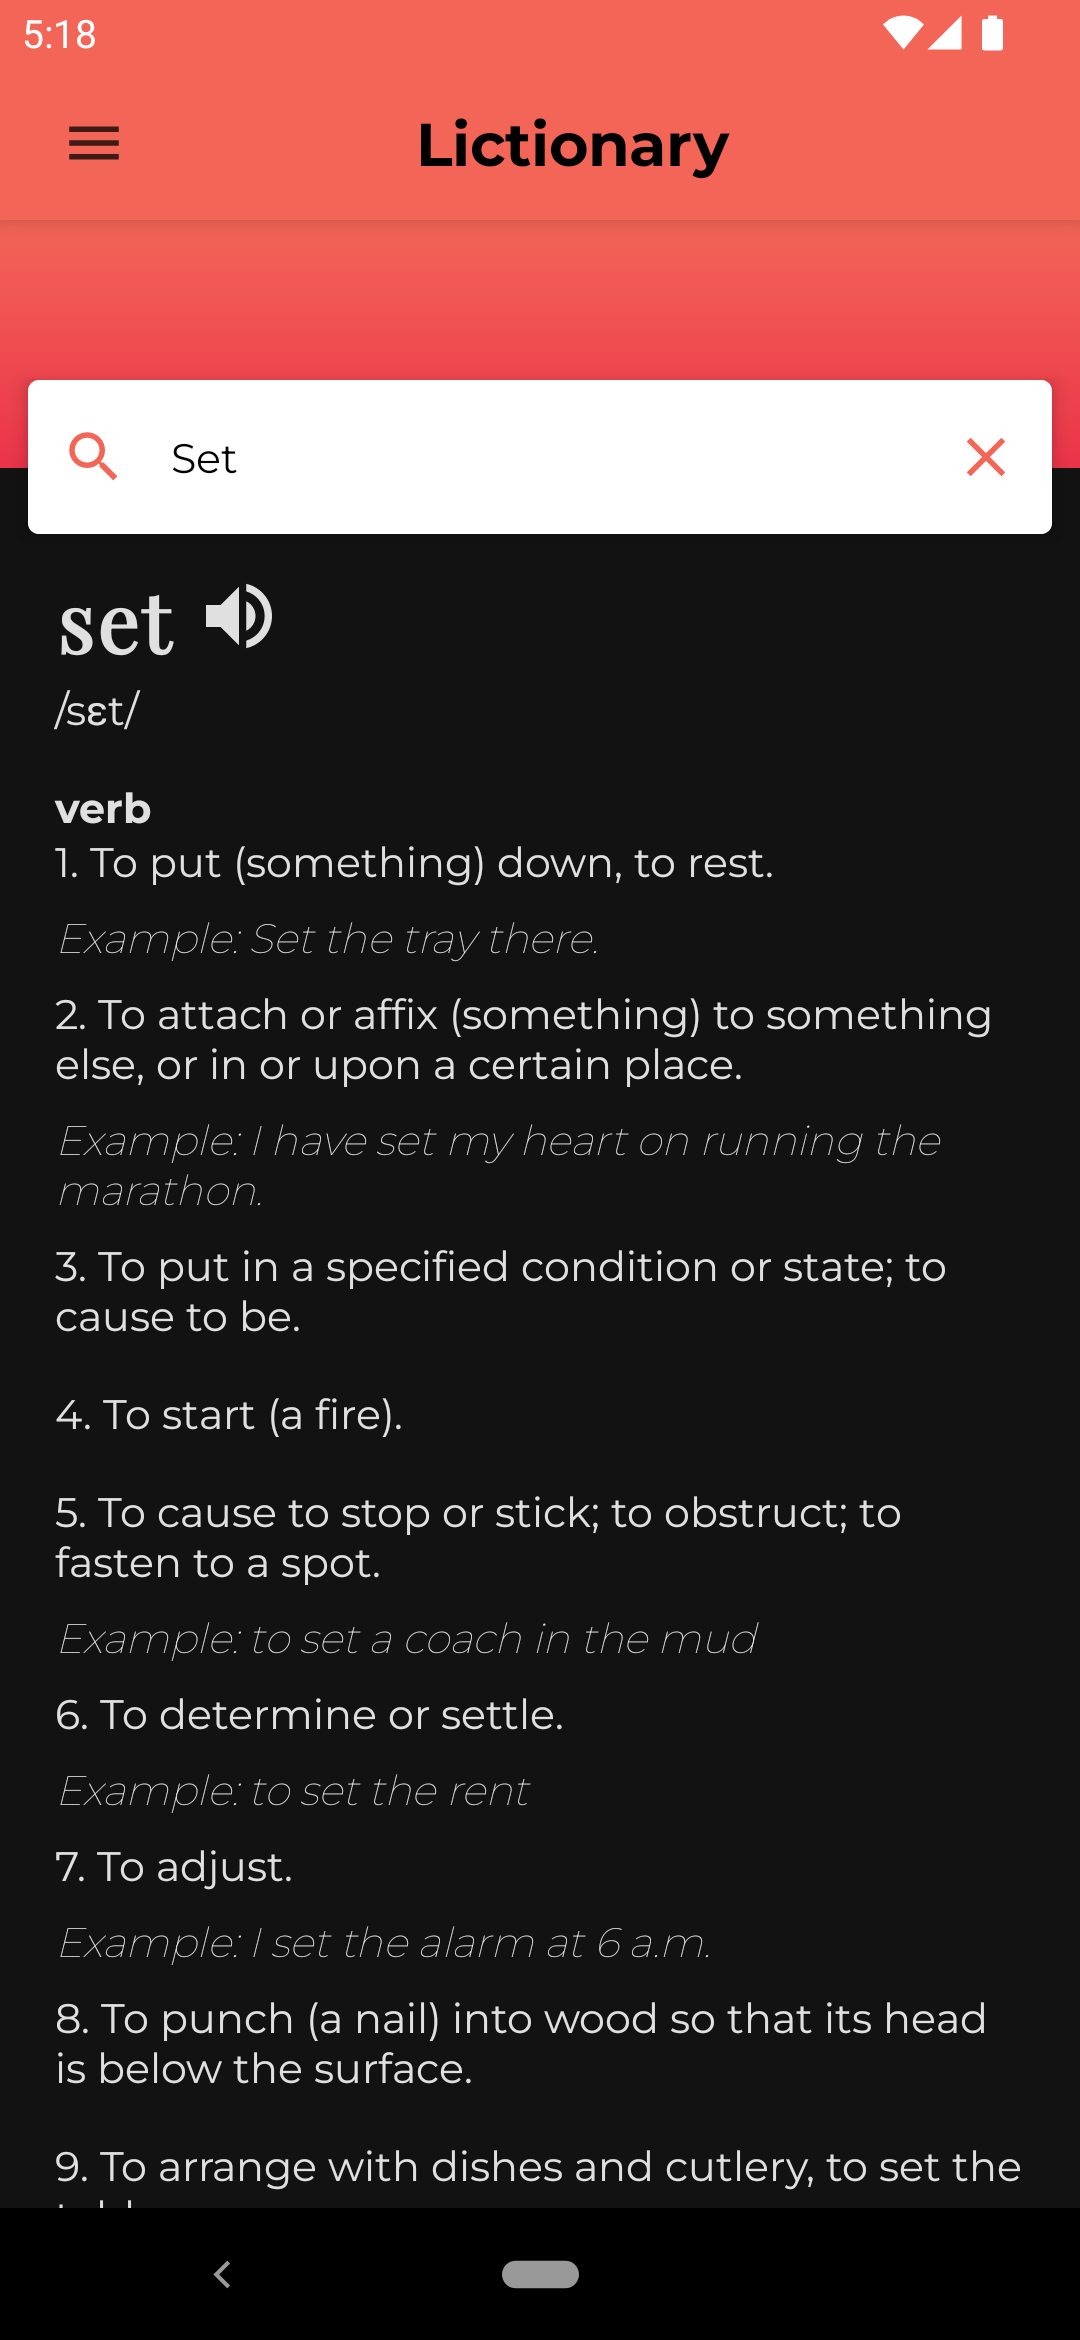 5:18
Lictionary
Set
set
/sɛt/
verb
1. To put (something) down, to rest.
Example: Set the tray there.
2. To attach or affix (something) to something
else, or in or upon a certain place.
Example: I have set my heart on running the
marathon.
3. To put in a specified condition or state; to
cause to be.
4. To start (a fire).
5. To cause to stop or stick; to obstruct; to
fasten to a spot.
Example: to set a coach in the mud
6. To determine or settle.
Example: to set the rent
7. To adjust.
Example: I set the alarm at 6 a.m.
8. To punch (a nail) into wood so that its head
is below the surface.
9. To arrange with dishes and cutlery, to set the